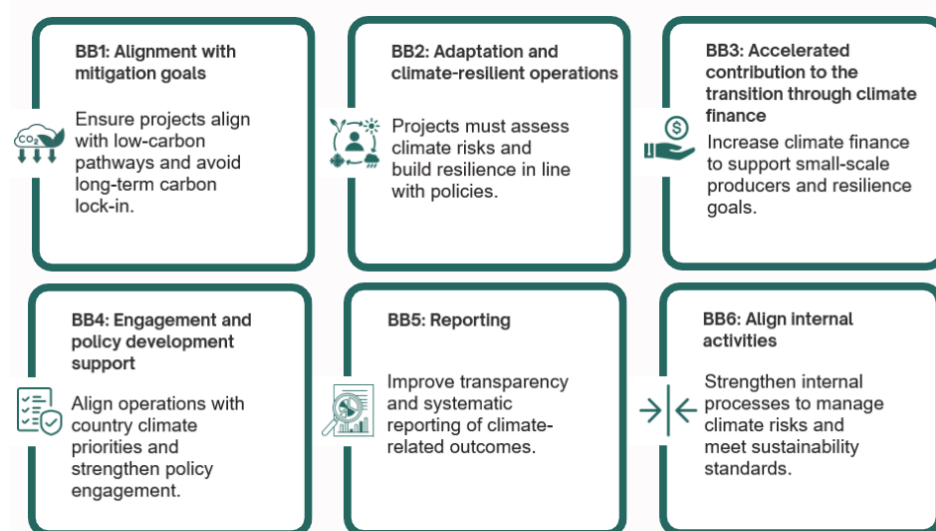 BB1: Alignment with
mitigation goals
Ensure projects align
with low-carbon
pathways and avoid
long-term carbon
lock-in.
CO₂
BB2: Adaptation and
climate-resilient operations
Projects must assess
climate risks and
build resilience in line
with policies.
BB3: Accelerated
contribution to the
transition through climate
finance
Increase climate finance
to support small-scale
producers and resilience
goals.
$
BB4: Engagement and
policy development
support
Align operations with
country climate
priorities and
strengthen policy
engagement.
BB5: Reporting
Improve transparency
and systematic
reporting of climate-
related outcomes.
BB6: Align internal
activities
Strengthen internal
processes to manage
climate risks and
meet sustainability
standards.